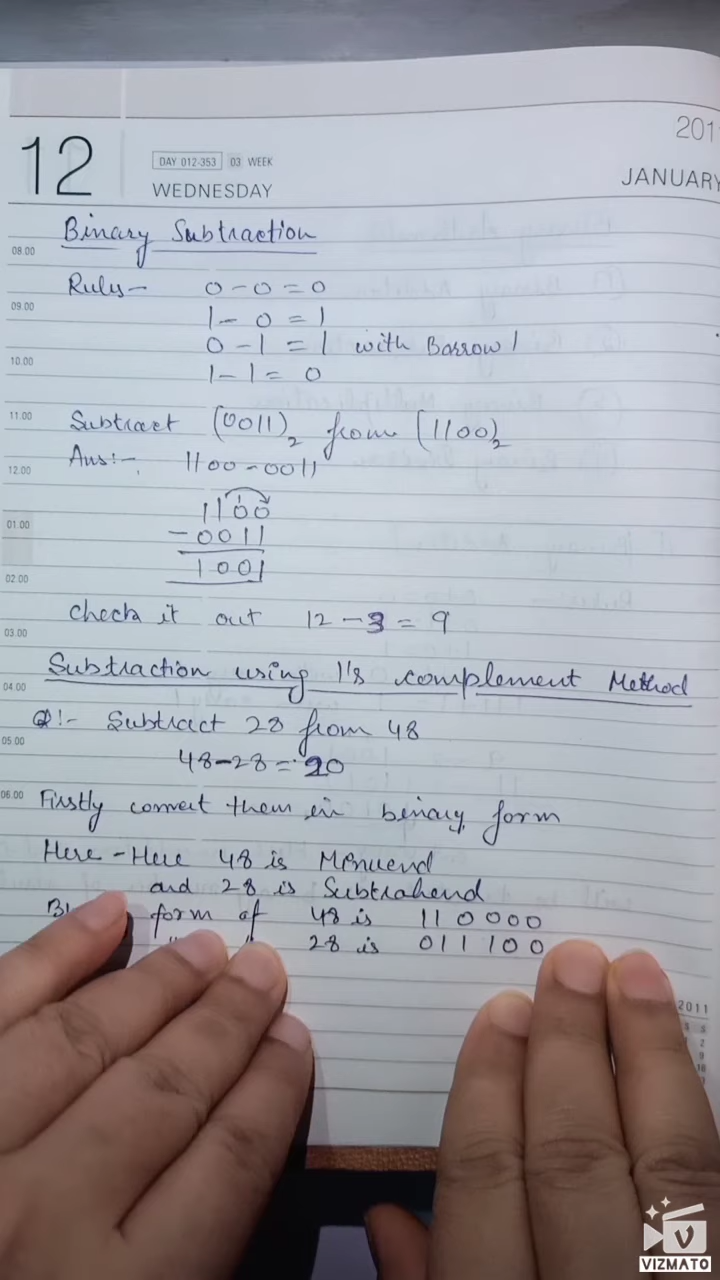 201
12
DAY 012-353 03 WEEK
WEDNESDAY
JANUARY
Binary Subtraction
08.00
Rules- 0 - 0 = 0
09.00
1 - 0 = 1
0 - 1 = 1 with Borrow 1
10.00
1 - 1 = 0
11.00
Subtract (0011)2 from (1100)2
Ans:- 1100-0011
12.00
1100
01.00
- 0011
1001
02.00
Check it out 12 - 3 = 9
03.00
Subtraction using 1's complement Method
04.00
Q:- Subtract 28 from 48
05.00
48-28 = 20
06.00
Firstly convert them in binary form
Here - Here 48 is Menuend
and 28 is Subtrahend
form of 48 is 110000
28 is 011100
2011
VIZMATO